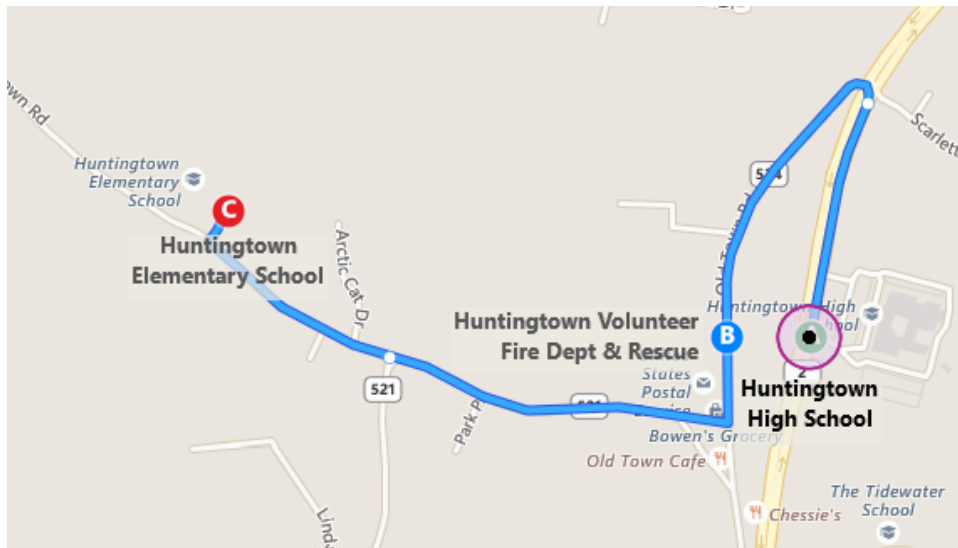 own Rd
Huntingtown
Elementary
School
C
Huntingtown
Elementary School
Arctic Cat Dr
521
Park
Linda
Scarlett
Old Town Rd
Huntingtown High
School
Huntingtown Volunteer
Fire Dept & Rescue
B
States
Postal
2
Huntingtown
High School
Bowen's Grocery
Old Town Cafe
Chessie's
The Tidewater
School